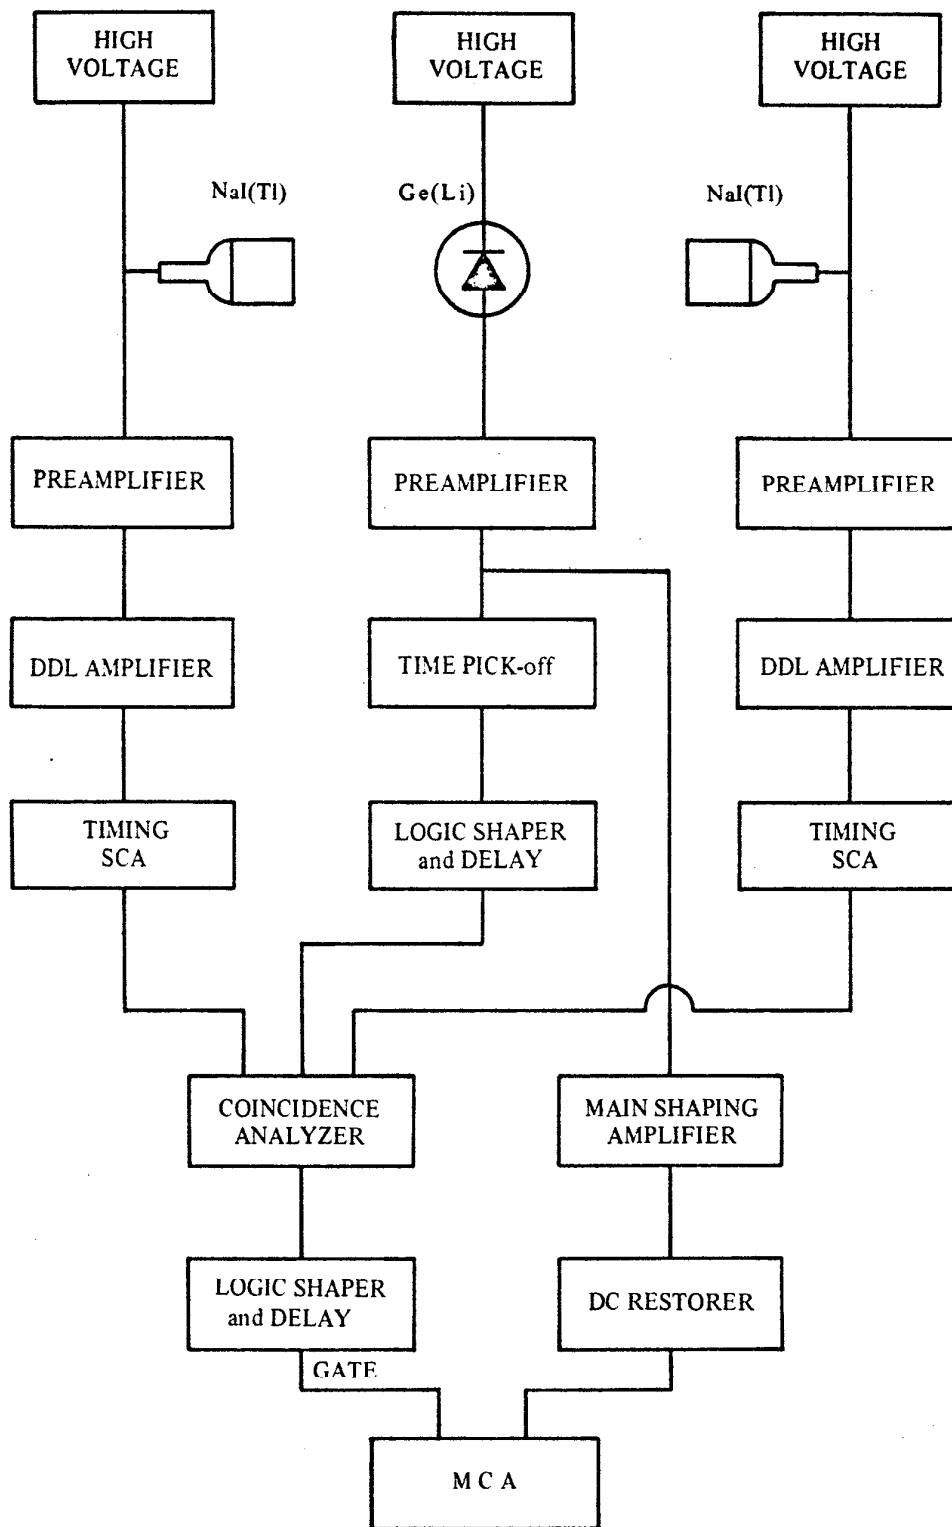 HIGH
VOLTAGE
HIGH
VOLTAGE
HIGH
VOLTAGE
NaI(Tl)
Ge(Li)
NaI(Tl)
PREAMPLIFIER
PREAMPLIFIER
PREAMPLIFIER
DDL AMPLIFIER
TIME PICK-off
DDL AMPLIFIER
TIMING
SCA
LOGIC SHAPER
and DELAY
TIMING
SCA
COINCIDENCE
ANALYZER
MAIN SHAPING
AMPLIFIER
LOGIC SHAPER
and DELAY
DC RESTORER
GATE
M C A